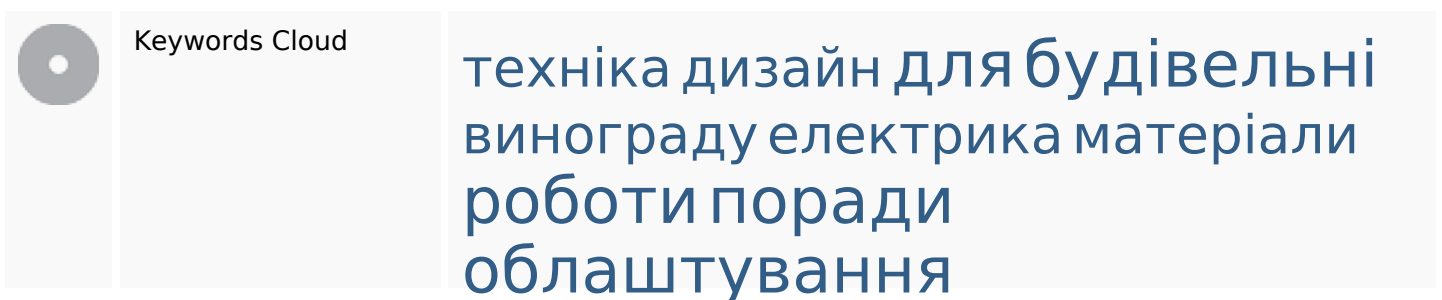 Keywords Cloud
техніка дизайн для будівельні
винограду електрика матеріали
роботи поради
облаштування